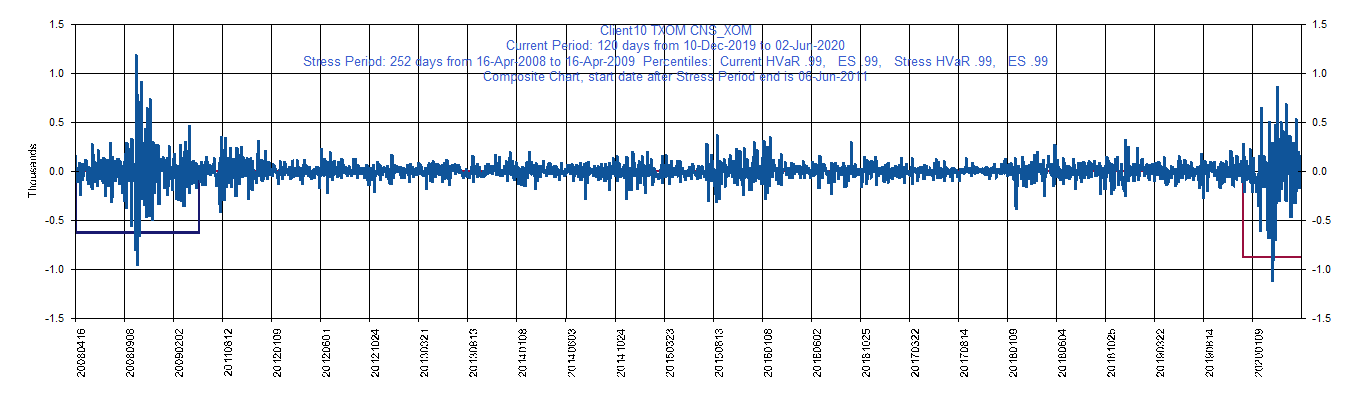 Client10 TXOM CNS_XOM
Current Period: 120 days from 10-Dec-2019 to 02-Jun-2020
Stress Period: 252 days from 16-Apr-2008 to 16-Apr-2009 Percentiles: Current HVaR .99, ES .99, Stress HVaR .99, ES .99
Composite Chart, start date after Stress Period end is 06-Jun-2011
1.5 1.5
1.0 1.0
0.5 0.5
0.0 0.0
-0.5 -0.5
-1.0 -1.0
-1.5 -1.5
Thousands
20080416 20080908 20090202 20110812 20120109 20120601 20121024 20130321 20130813 20140108 20140603 20141024 20150323 20150813 20160108 20160602 20161025 20170322 20170814 20180109 20180604 20181025 20190322 20190814 20200109